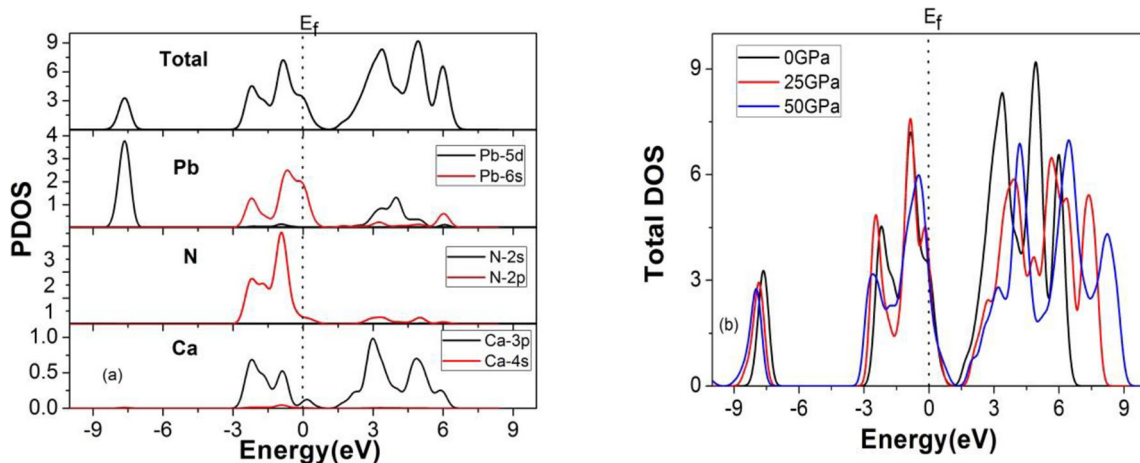 E_f
9
6
3
Total
4
3
2
1
Pb
Pb-5d
Pb-6s
3
2
1
N
N-2s
N-2p
1.0
0.5
0.0
Ca
Ca-3p
Ca-4s
(a)
PDOS
-9 -6 -3 0 3 6 9
Energy(eV)
E_f
0GPa
25GPa
50GPa
9
6
3
0
Total DOS
(b)
-9 -6 -3 0 3 6 9
Energy(eV)